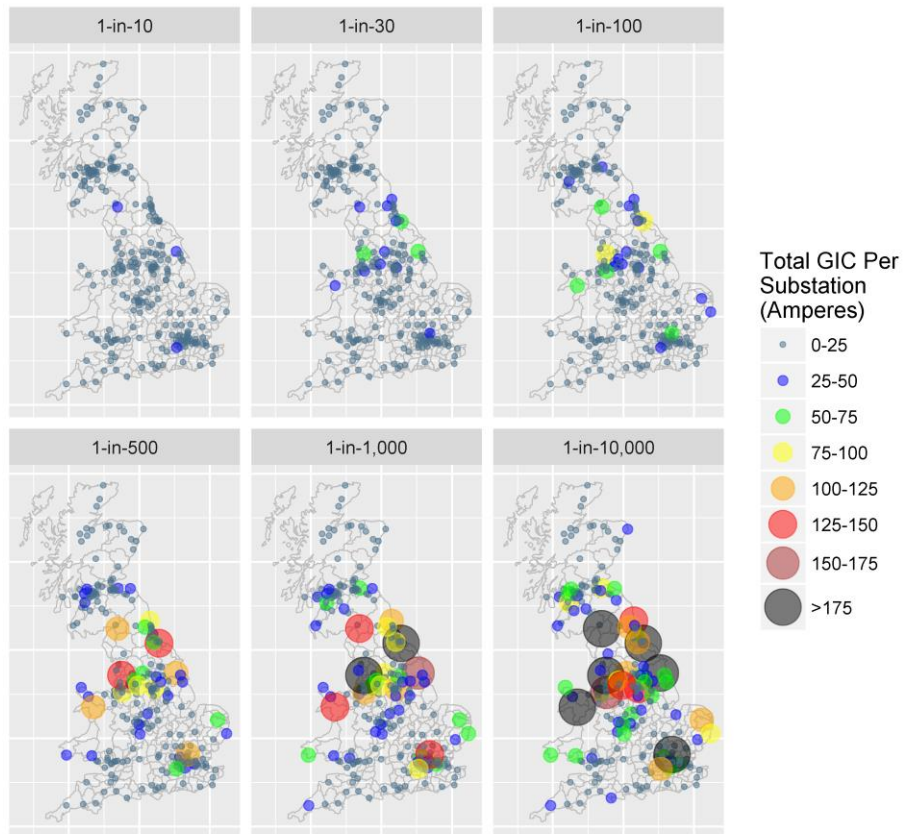 1-in-10
1-in-30
1-in-100
1-in-500
1-in-1,000
1-in-10,000
Total GIC Per
Substation
(Amperes)
0-25
25-50
50-75
75-100
100-125
125-150
150-175
>175